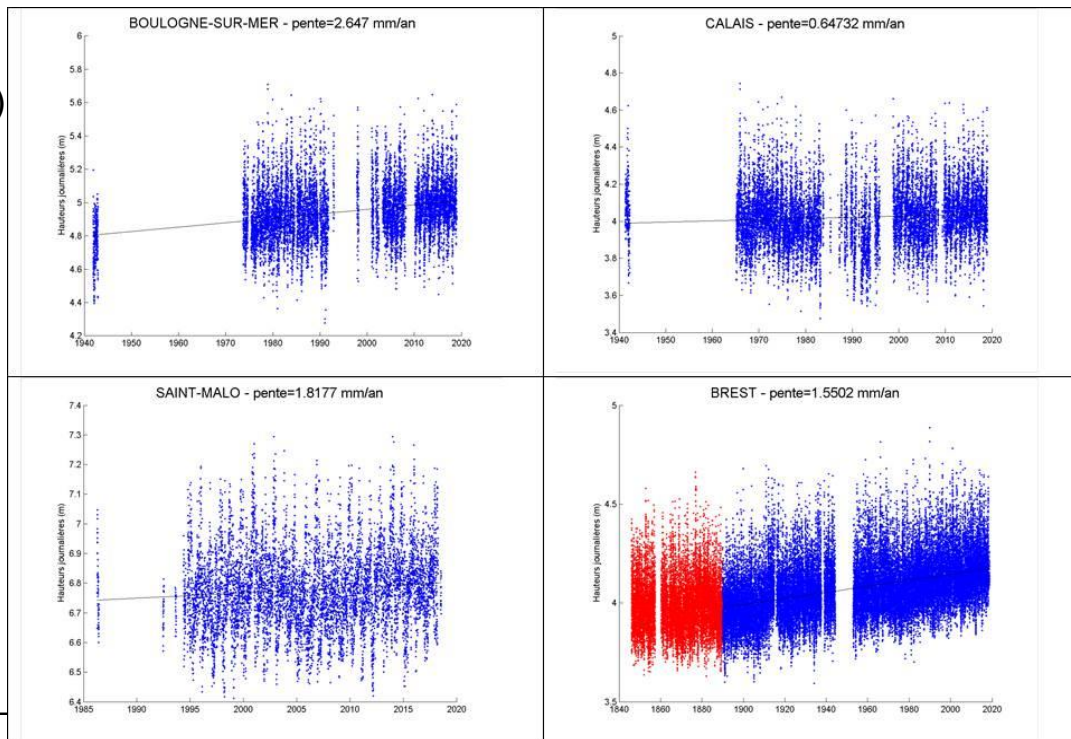 )
BOULOGNE-SUR-MER - pente=2.647 mm/an
Hauteurs journalières (m)
6
5.8
5.6
5.4
5.2
5
4.8
4.6
4.4
4.2
1940 1950 1960 1970 1980 1990 2000 2010 2020
CALAIS - pente=0.64732 mm/an
Hauteurs journalières (m)
5
4.8
4.6
4.4
4.2
4
3.8
3.6
3.4
1940 1950 1960 1970 1980 1990 2000 2010 2020
SAINT-MALO - pente=1.8177 mm/an
Hauteurs journalières (m)
7.4
7.3
7.2
7.1
7
6.9
6.8
6.7
6.6
6.5
6.4
1985 1990 1995 2000 2005 2010 2015 2020
BREST - pente=1.5502 mm/an
Hauteurs journalières (m)
5
4.5
4
3.5
1840 1860 1880 1900 1920 1940 1960 1980 2000 2020